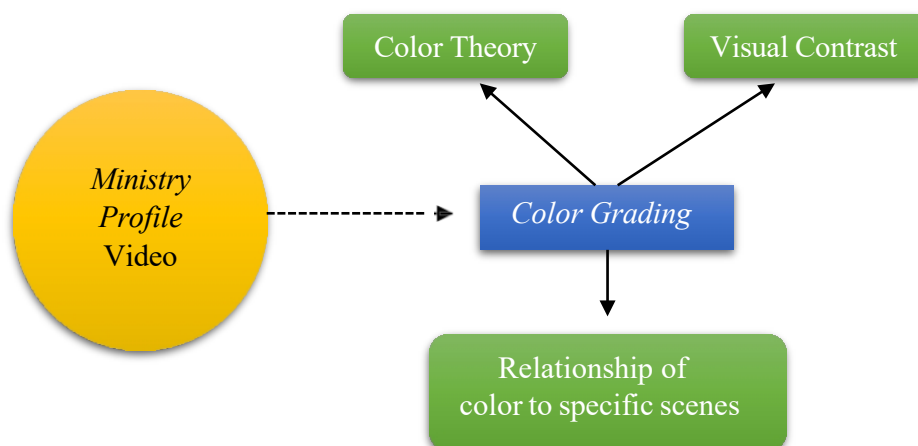 Color Theory
Visual Contrast
Ministry
Profile
Video
Color Grading
Relationship of
color to specific scenes